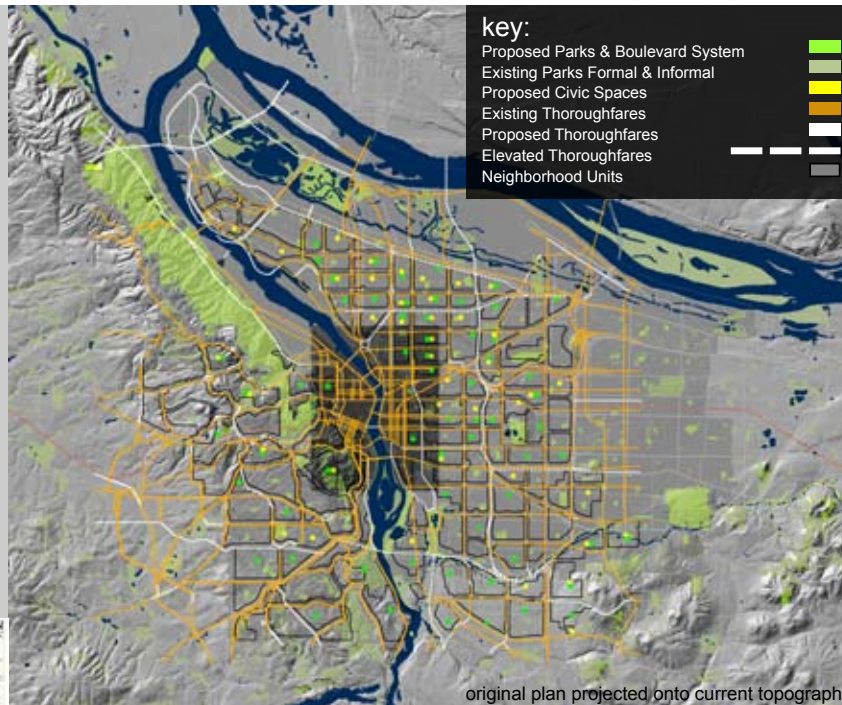 key:
Proposed Parks & Boulevard System
Existing Parks Formal & Informal
Proposed Civic Spaces
Existing Thoroughfares
Proposed Thoroughfares
Elevated Thoroughfares
Neighborhood Units
original plan projected onto current topograph